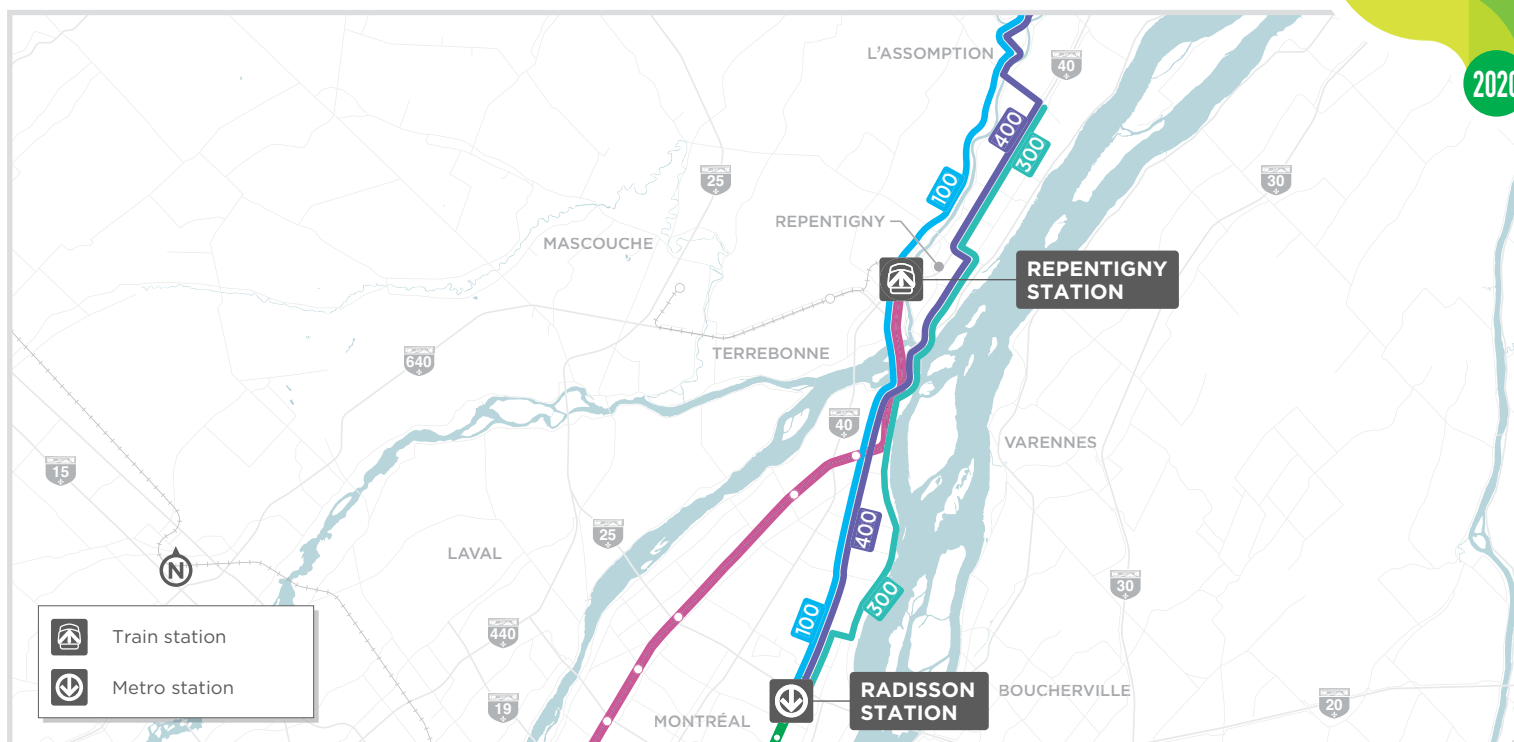 L'ASSOMPTION
40
2020
400
300
25
100
30
REPENTIGNY
MASCOUCHE
REPENTIGNY
STATION
TERREBONNE
640
40
VARENNES
15
400
25
LAVAL
N
30
300
100
Train station
440
Metro station
RADISSON
STATION
BOUCHERVILLE
19
MONTRÉAL
20